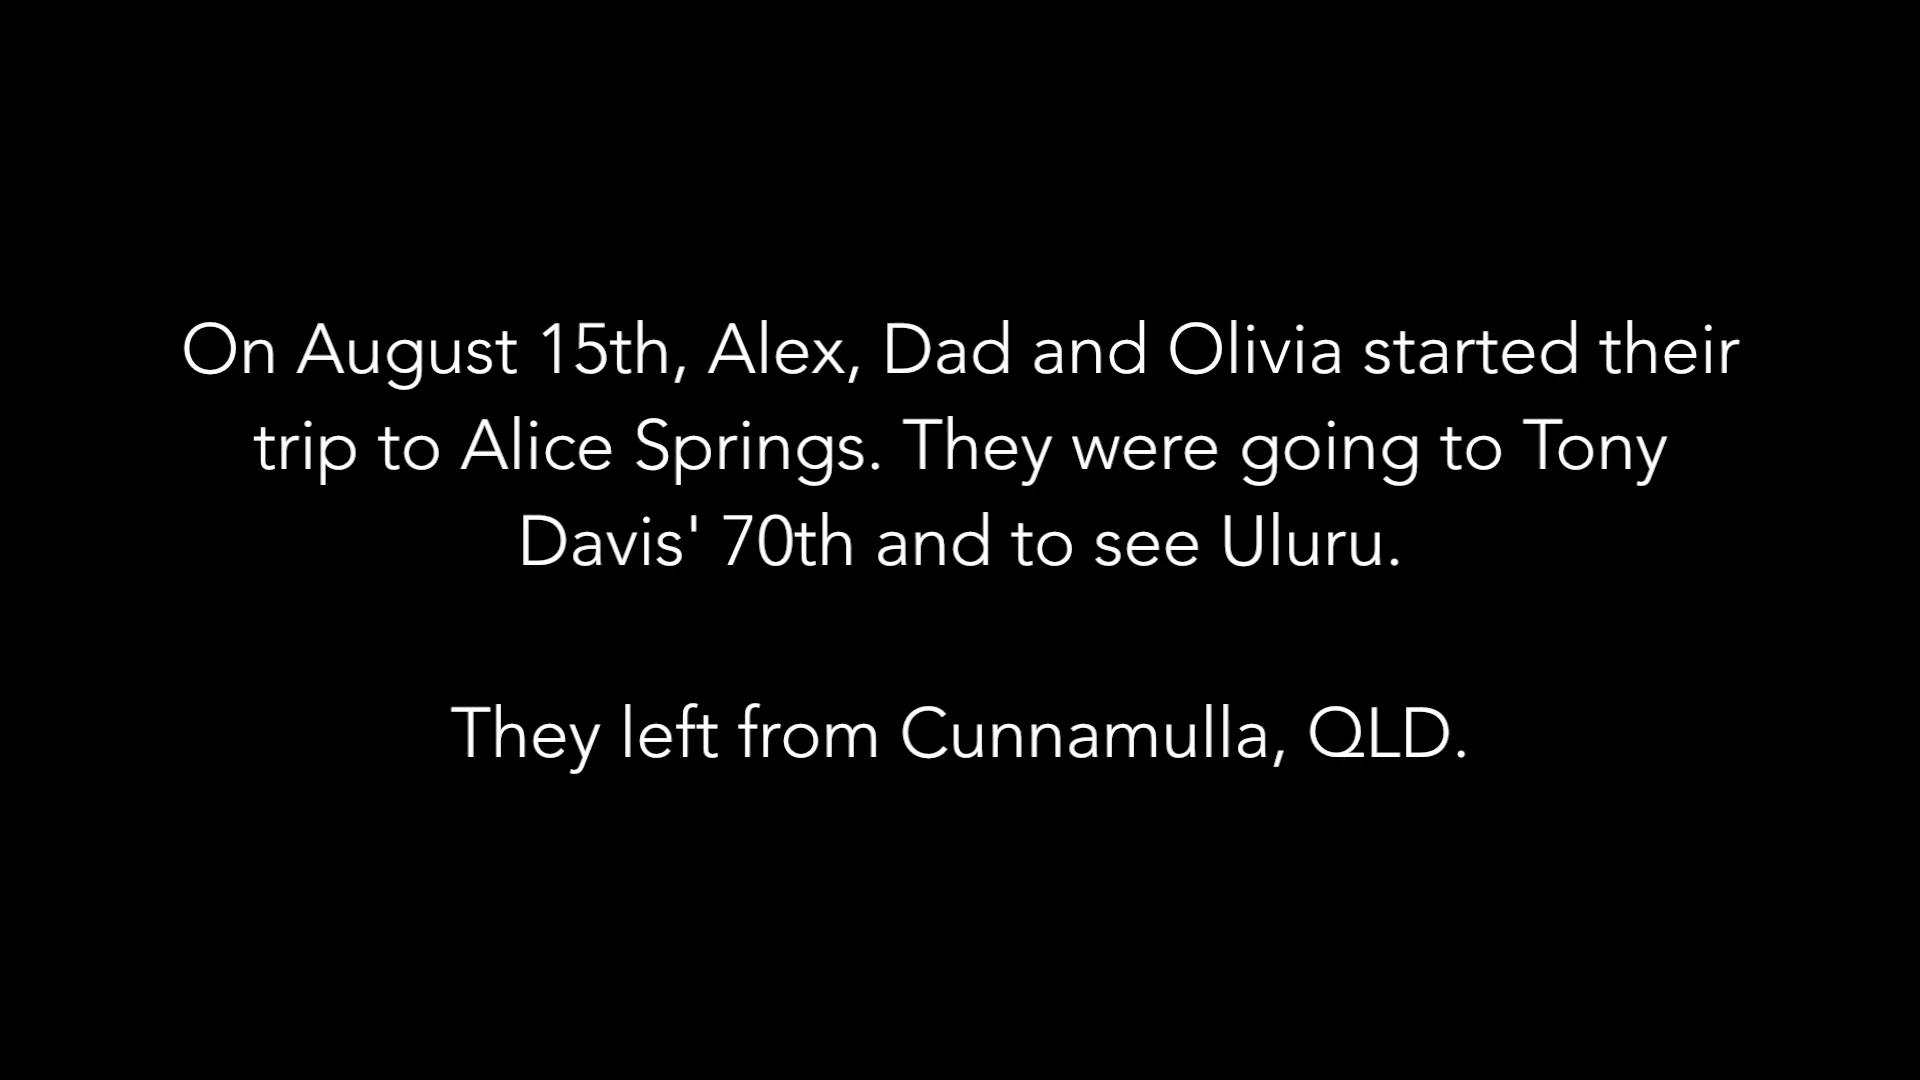 On August 15th, Alex, Dad and Olivia started their
trip to Alice Springs. They were going to Tony
Davis' 70th and to see Uluru.
They left from Cunnamulla, QLD.